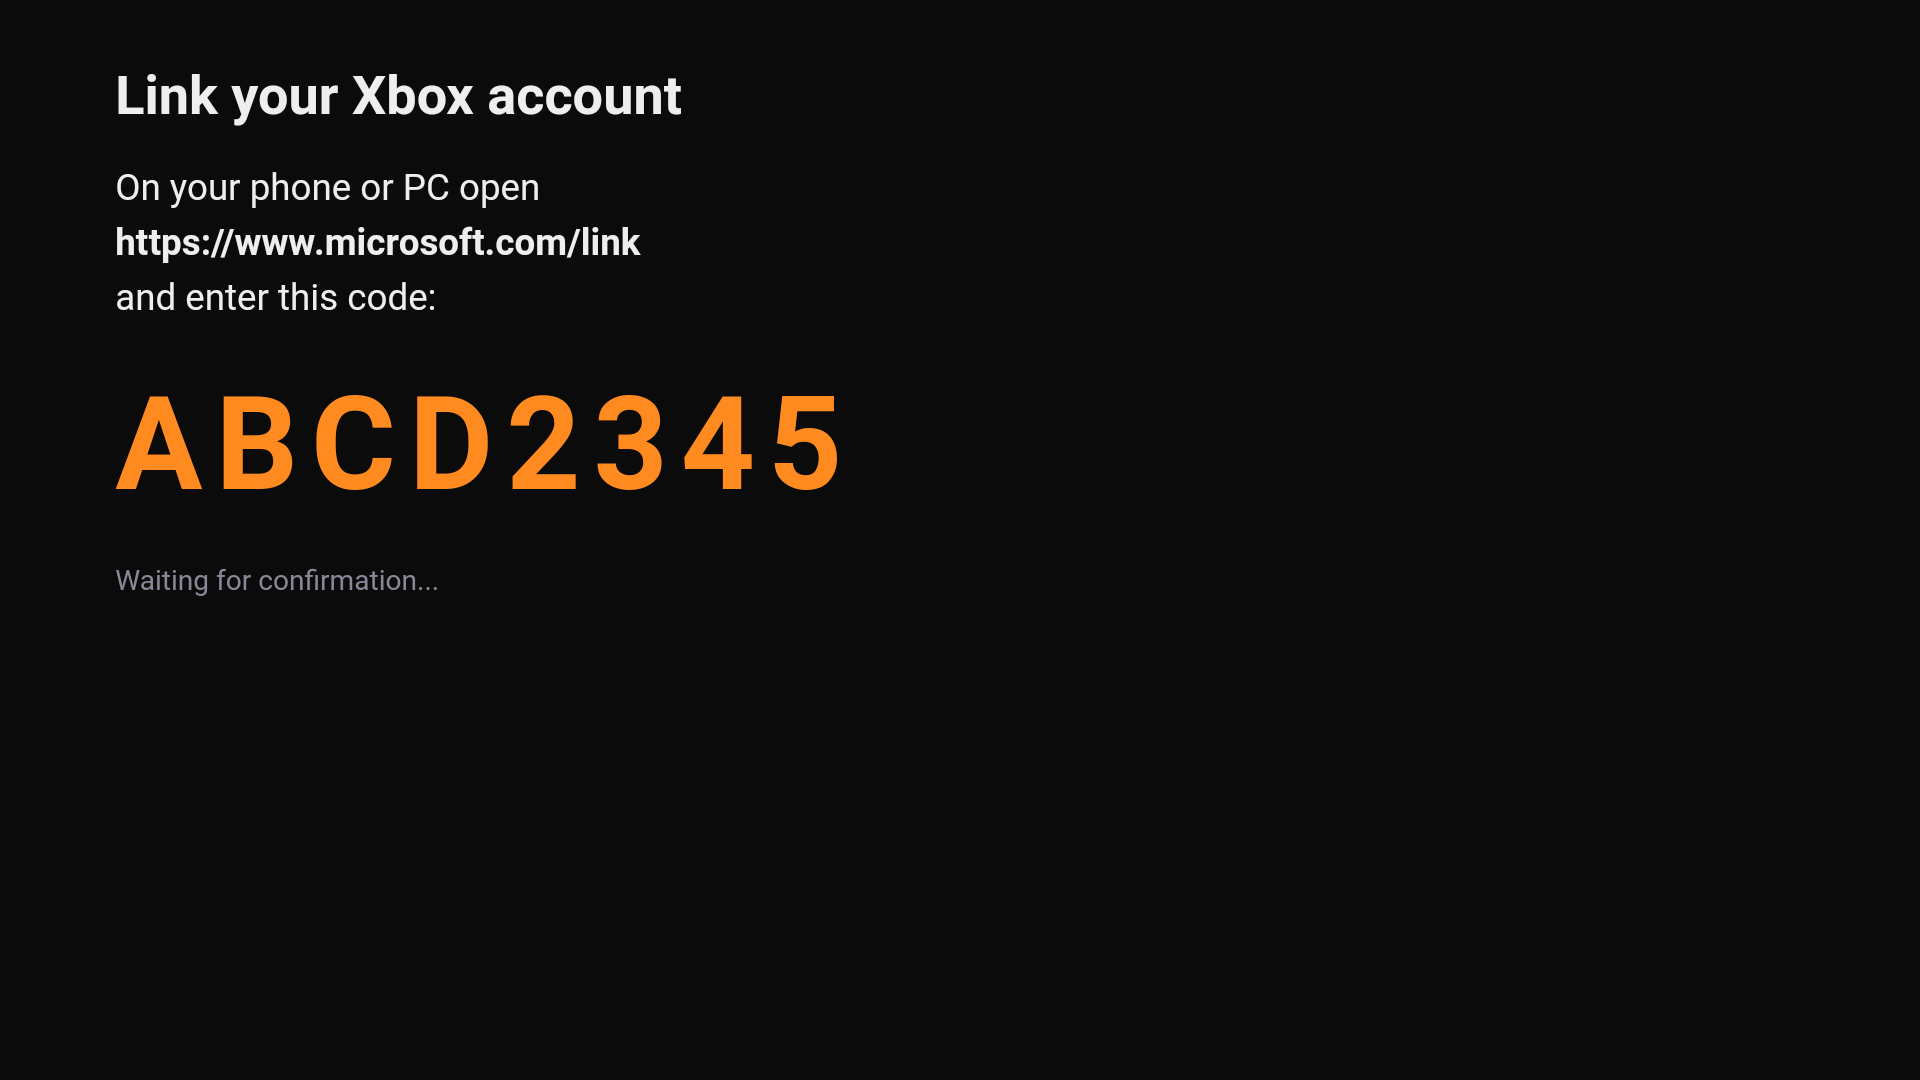 Link your Xbox account
On your phone or PC open
https://www.microsoft.com/link
and enter this code:
ABCD2345
Waiting for confirmation...